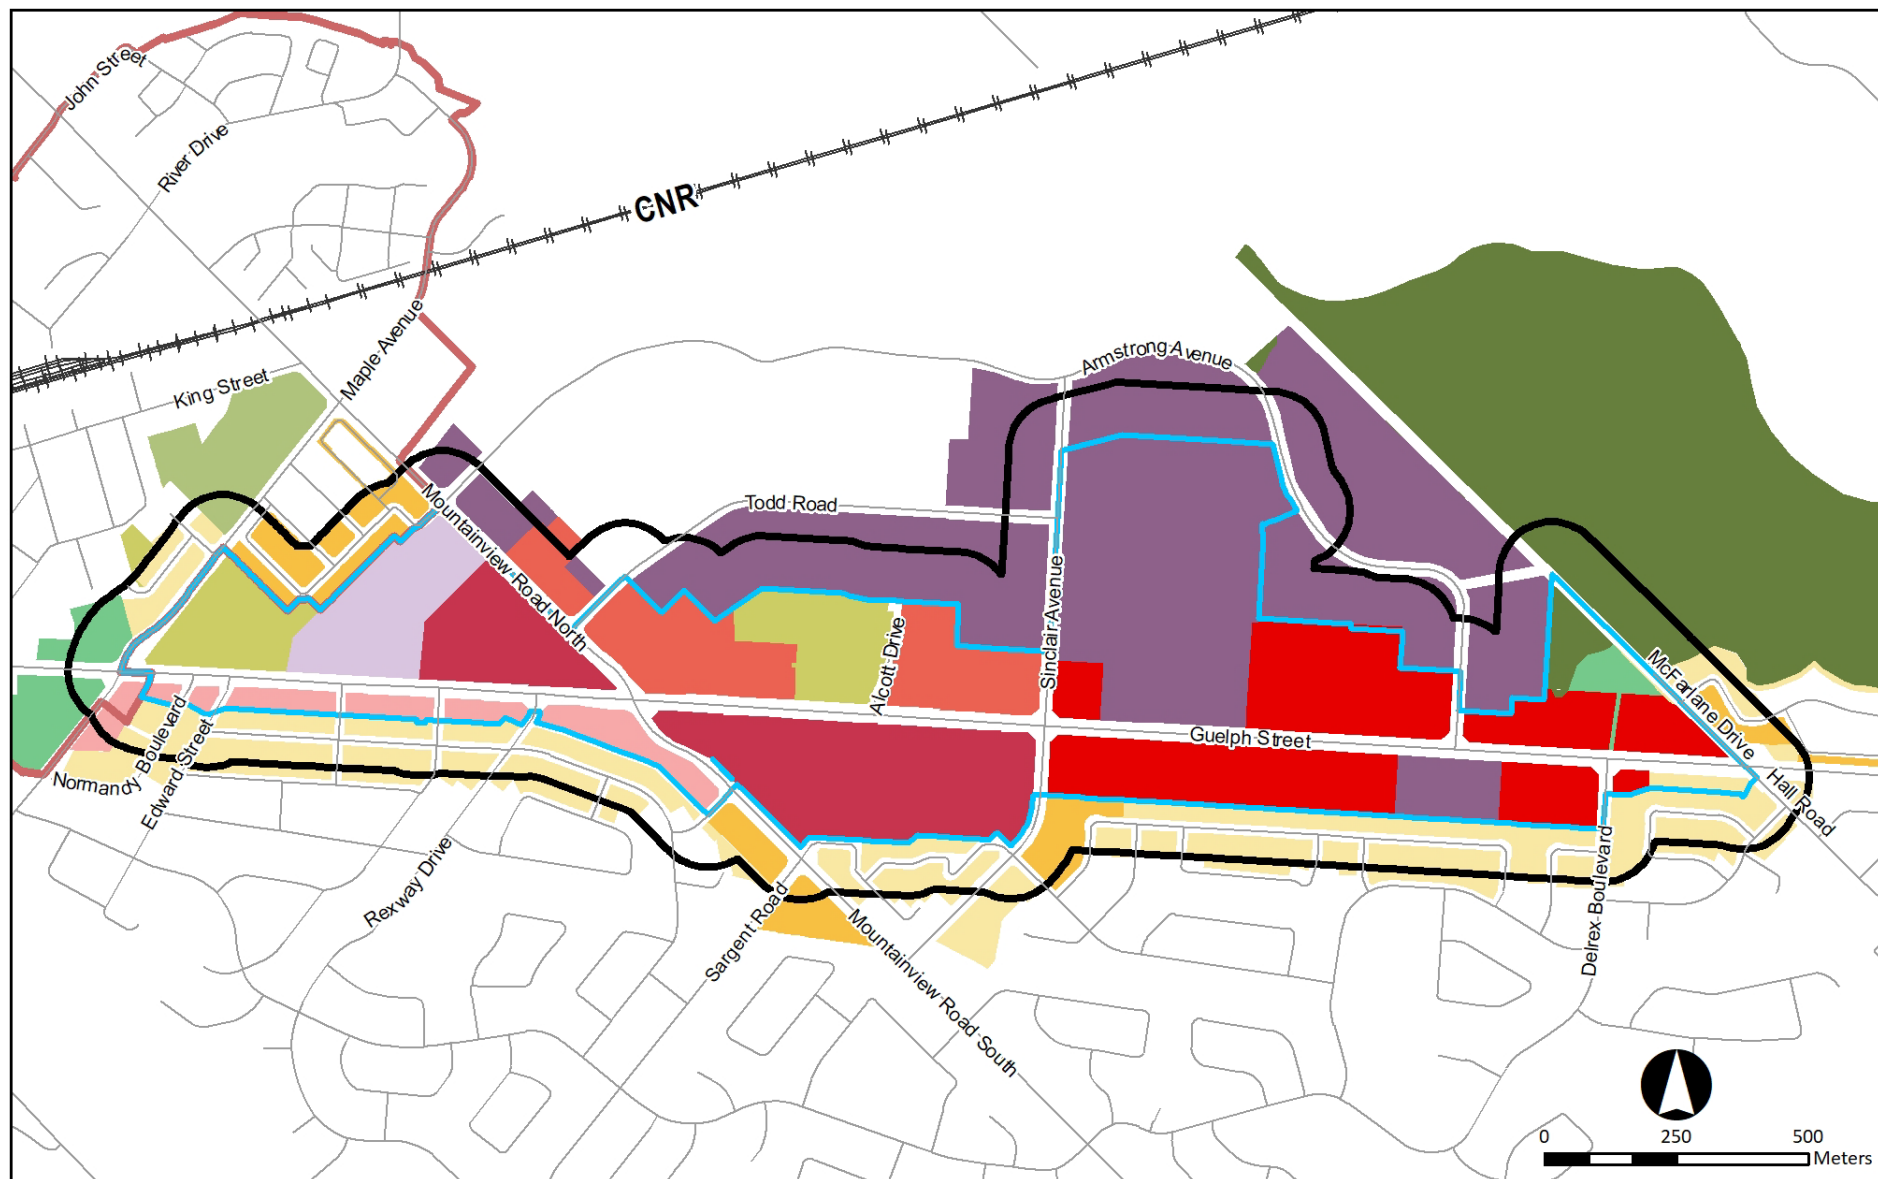 John Street
River Drive
CNR
Maple Avenue
King Street
Armstrong Avenue
Mountainview Road North
Todd Road
Sinclair Avenue
Alcott Drive
McFarlane Drive
Guelph Street
Normandy Boulevard
Edward Street
Hall Road
Rexway Drive
Sargent Road
Mountainview Road South
Delrex Boulevard
0 250 500
Meters